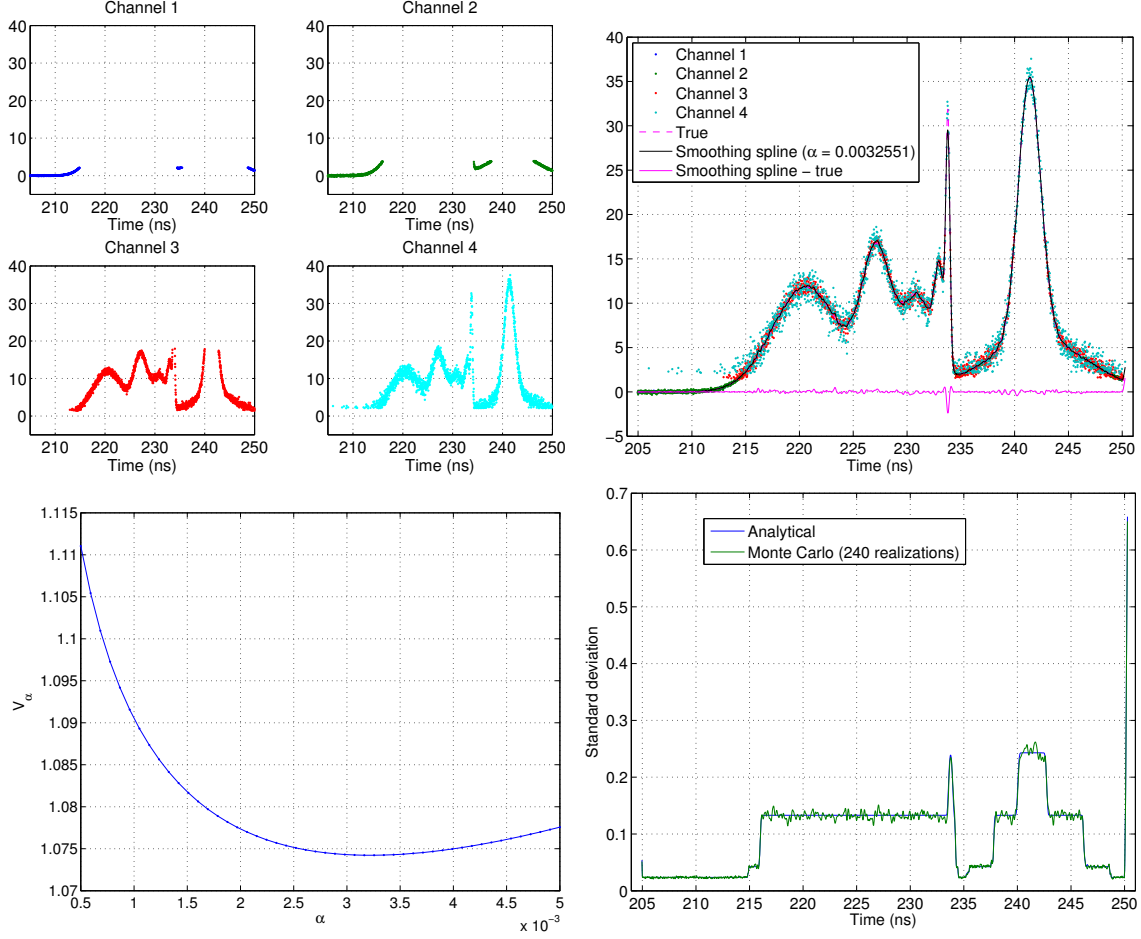 Channel 1
40
30
20
10
0
210 220 230 240 250
Time (ns)
Channel 2
40
30
20
10
0
210 220 230 240 250
Time (ns)
Channel 3
40
30
20
10
0
210 220 230 240 250
Time (ns)
Channel 4
40
30
20
10
0
210 220 230 240 250
Time (ns)
40
35
30
25
20
15
10
5
0
−5
Channel 1
Channel 2
Channel 3
Channel 4
True
Smoothing spline (α = 0.0032551)
Smoothing spline − true
205 210 215 220 225 230 235 240 245 250
Time (ns)
1.115
1.11
1.105
1.1
1.095
1.09
1.085
1.08
1.075
1.07
Vα
0.5 1 1.5 2 2.5 3 3.5 4 4.5 5
α
x 10⁻³
0.7
0.6
0.5
0.4
0.3
0.2
0.1
0
Standard deviation
Analytical
Monte Carlo (240 realizations)
205 210 215 220 225 230 235 240 245 250
Time (ns)